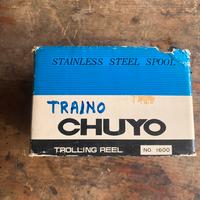 STAINLESS STEEL SPOOL
TRAINO
CHUYO
TROLLING REEL NO. 1600